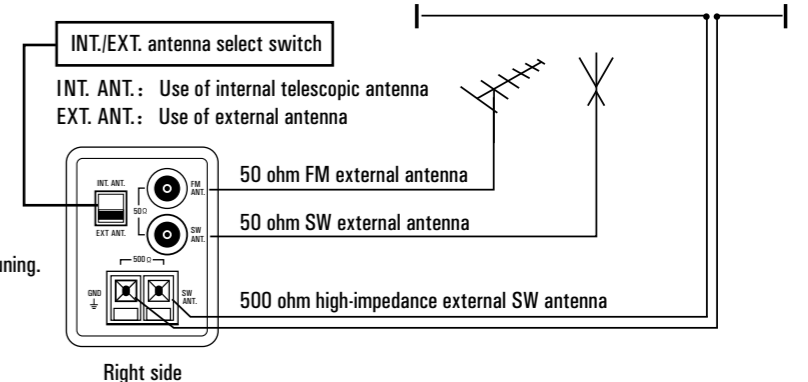 INT./EXT. antenna select switch
INT. ANT.: Use of internal telescopic antenna
EXT. ANT.: Use of external antenna
INT. ANT.
EXT ANT.
50Ω
FM
ANT.
50 ohm FM external antenna
SW
ANT.
50 ohm SW external antenna
uning.
500Ω
GND
SW
ANT.
500 ohm high-impedance external SW antenna
Right side